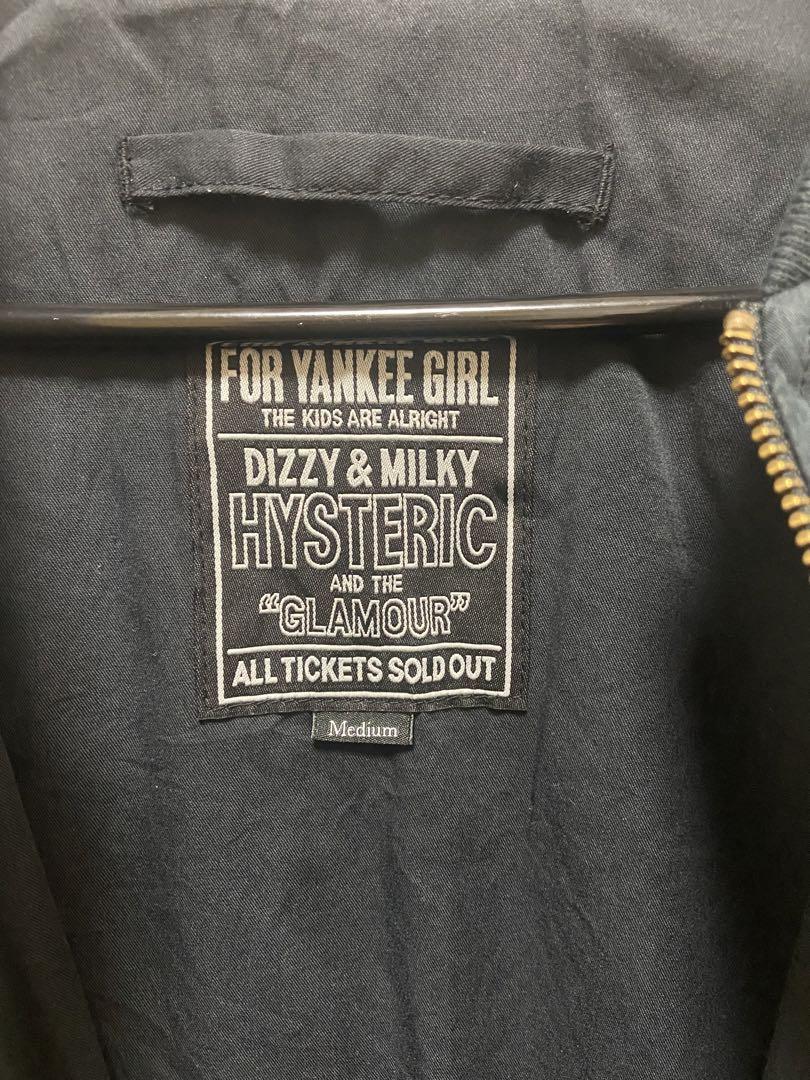 FOR YANKEE GIRL
THE KIDS ARE ALRIGHT
DIZZY & MILKY
HYSTERIC
AND THE
“GLAMOUR”
ALL TICKETS SOLD OUT
Medium